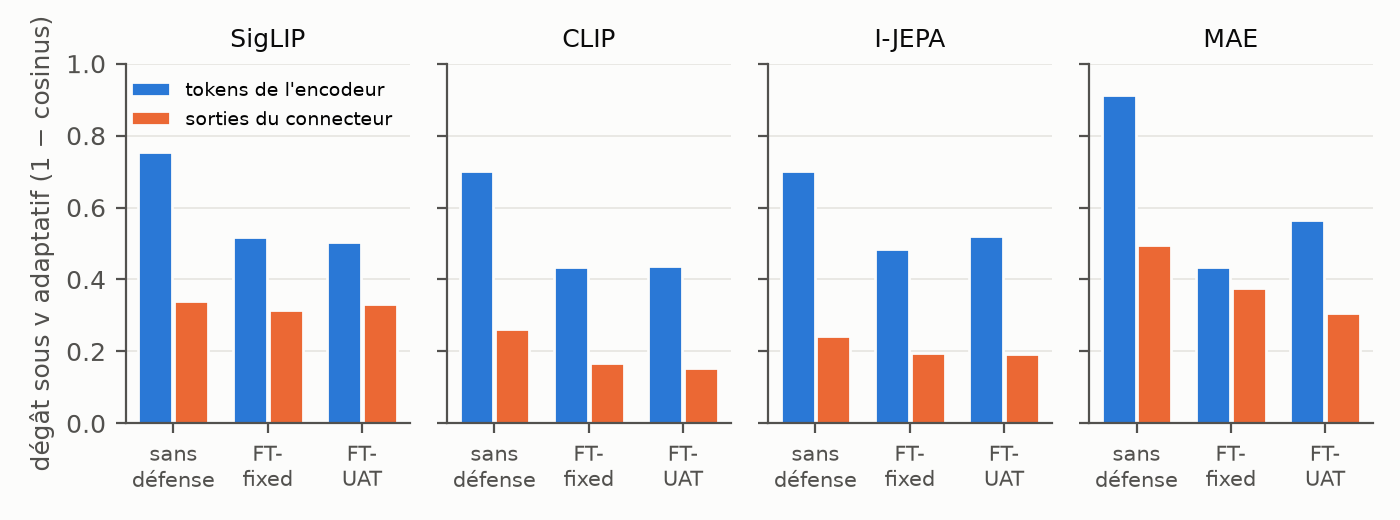 SigLIP
CLIP
I-JEPA
MAE
dégât sous v adaptatif (1 − cosinus)
1.0
0.8
0.6
0.4
0.2
0.0
tokens de l'encodeur
sorties du connecteur
sans
défense
FT-
fixed
FT-
UAT
sans
défense
FT-
fixed
FT-
UAT
sans
défense
FT-
fixed
FT-
UAT
sans
défense
FT-
fixed
FT-
UAT